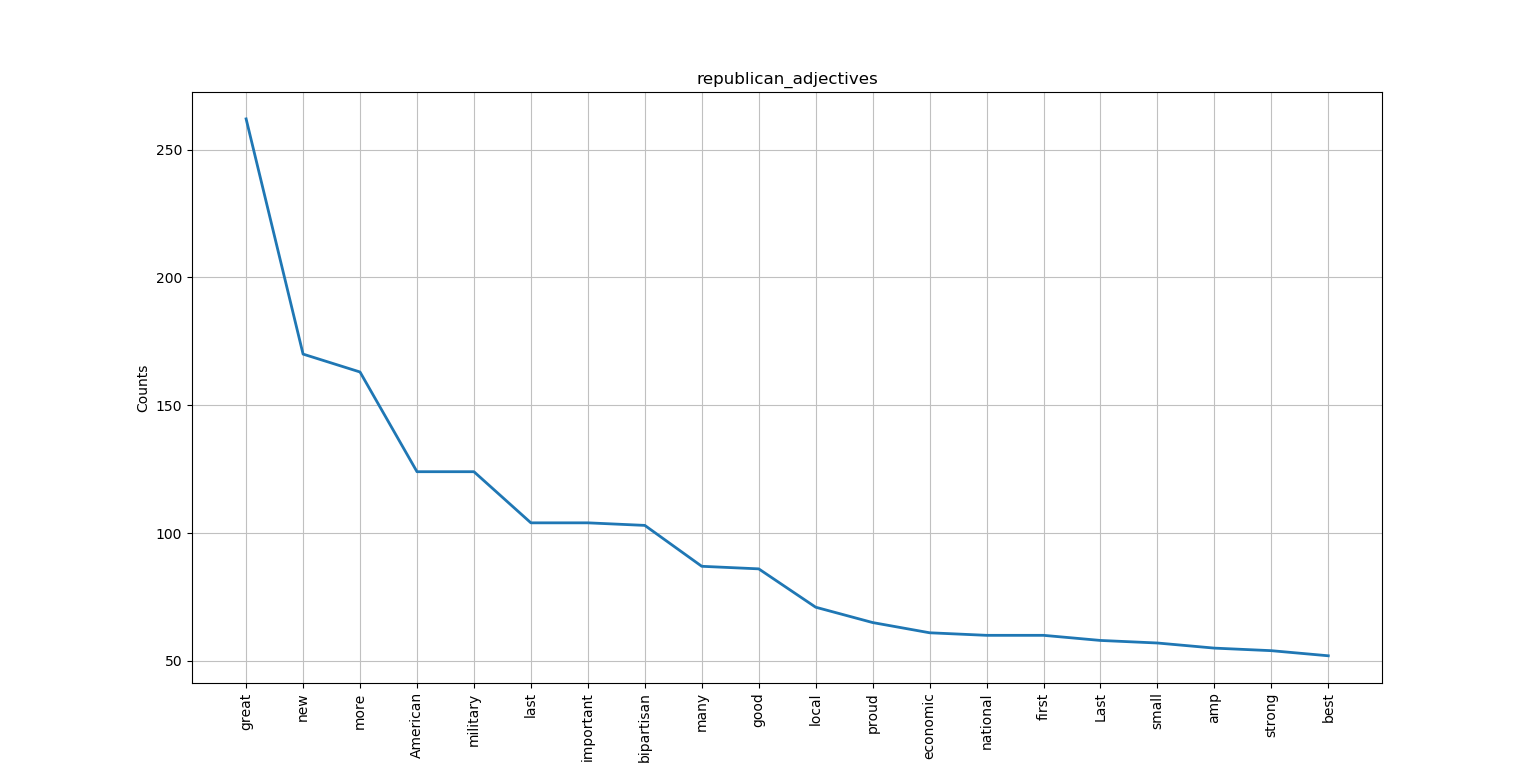 republican_adjectives
250
200
150
100
50
Counts
great
new
more
American
military
last
important
bipartisan
many
good
local
proud
economic
national
first
Last
small
amp
strong
best